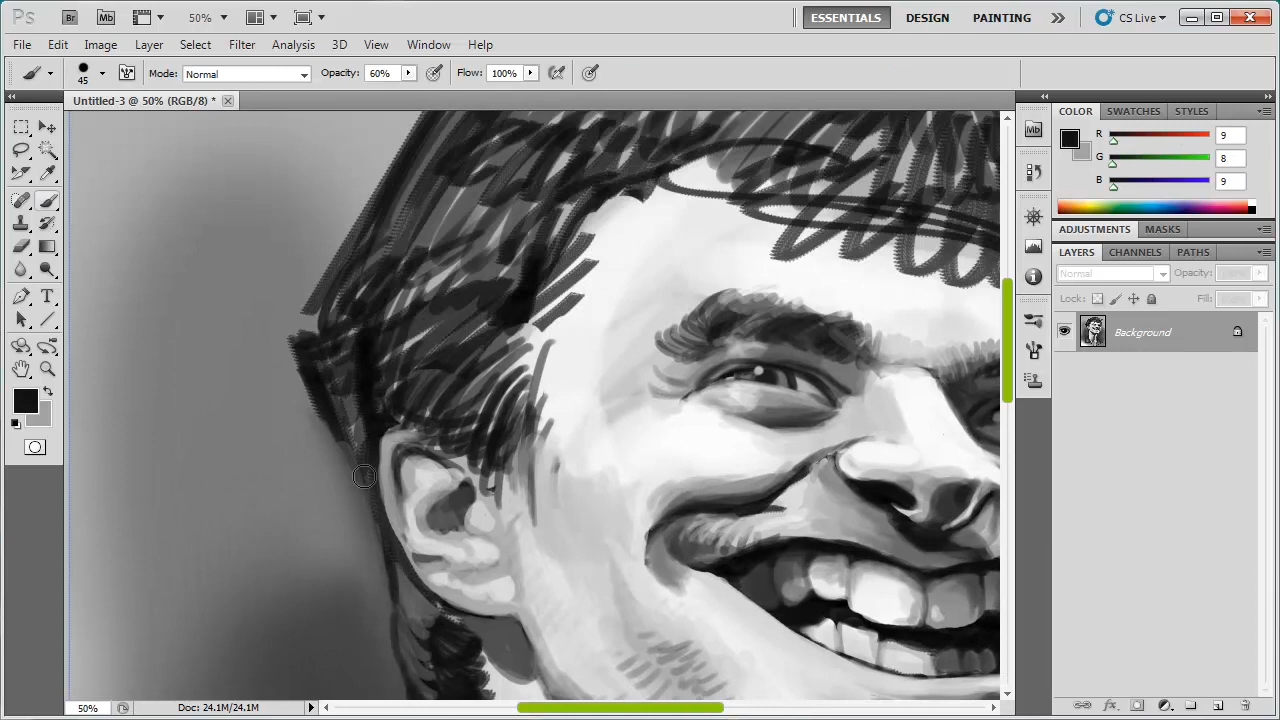 Ps Br Mb 50% ESSENTIALS DESIGN PAINTING CS Live
File Edit Image Layer Select Filter Analysis 3D View Window Help
45 Mode: Normal Opacity: 60% Flow: 100%
Untitled-3 @ 50% (RGB/8) *
COLOR SWATCHES STYLES
Mb
R 9
G 8
B 9
ADJUSTMENTS MASKS
LAYERS CHANNELS PATHS
Normal Opacity:
Lock: Fill:
Background
T
50% Doc: 24.1M/24.1M
fx